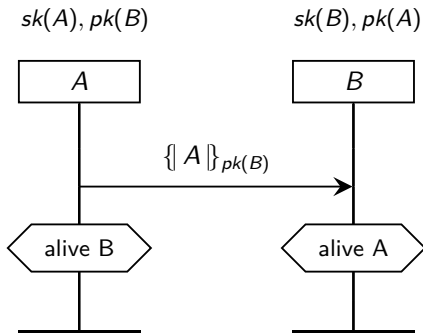 sk(A), pk(B)
sk(B), pk(A)
A
B
{| A |}pk(B)
alive B
alive A